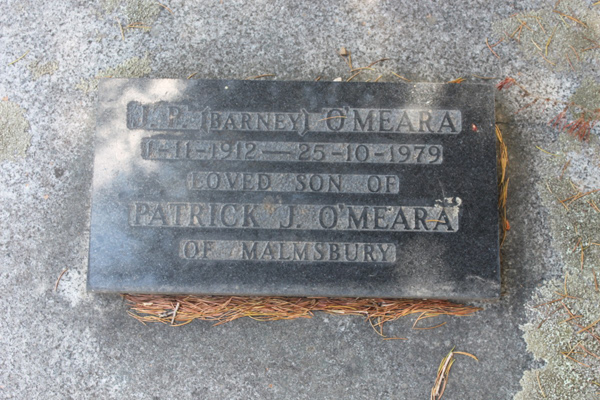 J. P. (BARNEY) O'MEARA
1-11-1912 — 25-10-1979
LOVED SON OF
PATRICK J. O'MEARA
OF MALMSBURY